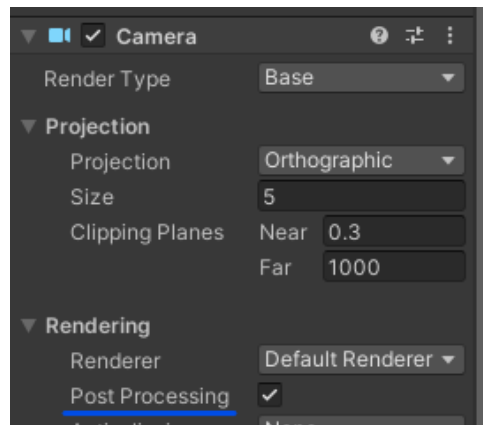 Camera
Render Type Base
Projection
Projection Orthographic
Size 5
Clipping Planes Near 0.3
Far 1000
Rendering
Renderer Default Renderer
Post Processing